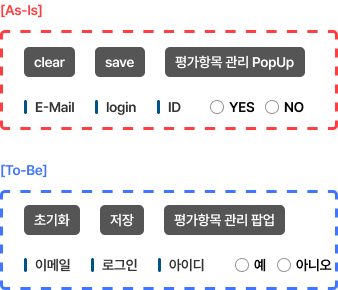 [As-Is]
clear save 평가항목 관리 PopUp
E-Mail login ID YES NO
[To-Be]
초기화 저장 평가항목 관리 팝업
이메일 로그인 아이디 예 아니오